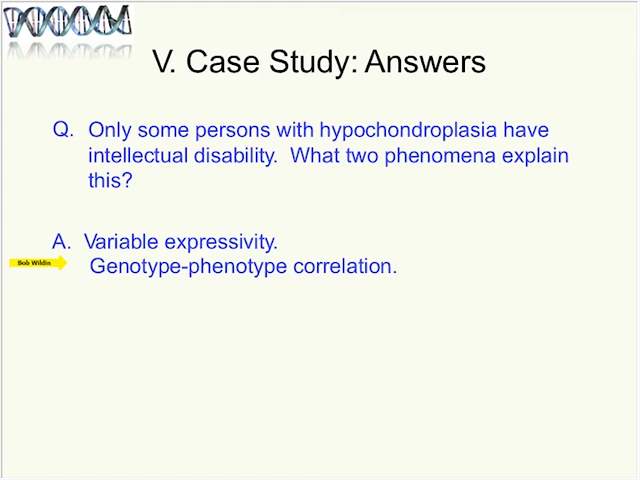 V. Case Study: Answers
Q. Only some persons with hypochondroplasia have
intellectual disability. What two phenomena explain
this?
A. Variable expressivity.
Bob Wildin
Genotype-phenotype correlation.